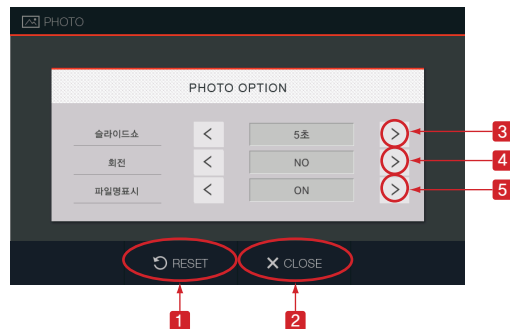 PHOTO
PHOTO OPTION
슬라이드쇼 < 5초 > 3
회전 < NO > 4
파일명표시 < ON > 5
RESET CLOSE
1 2